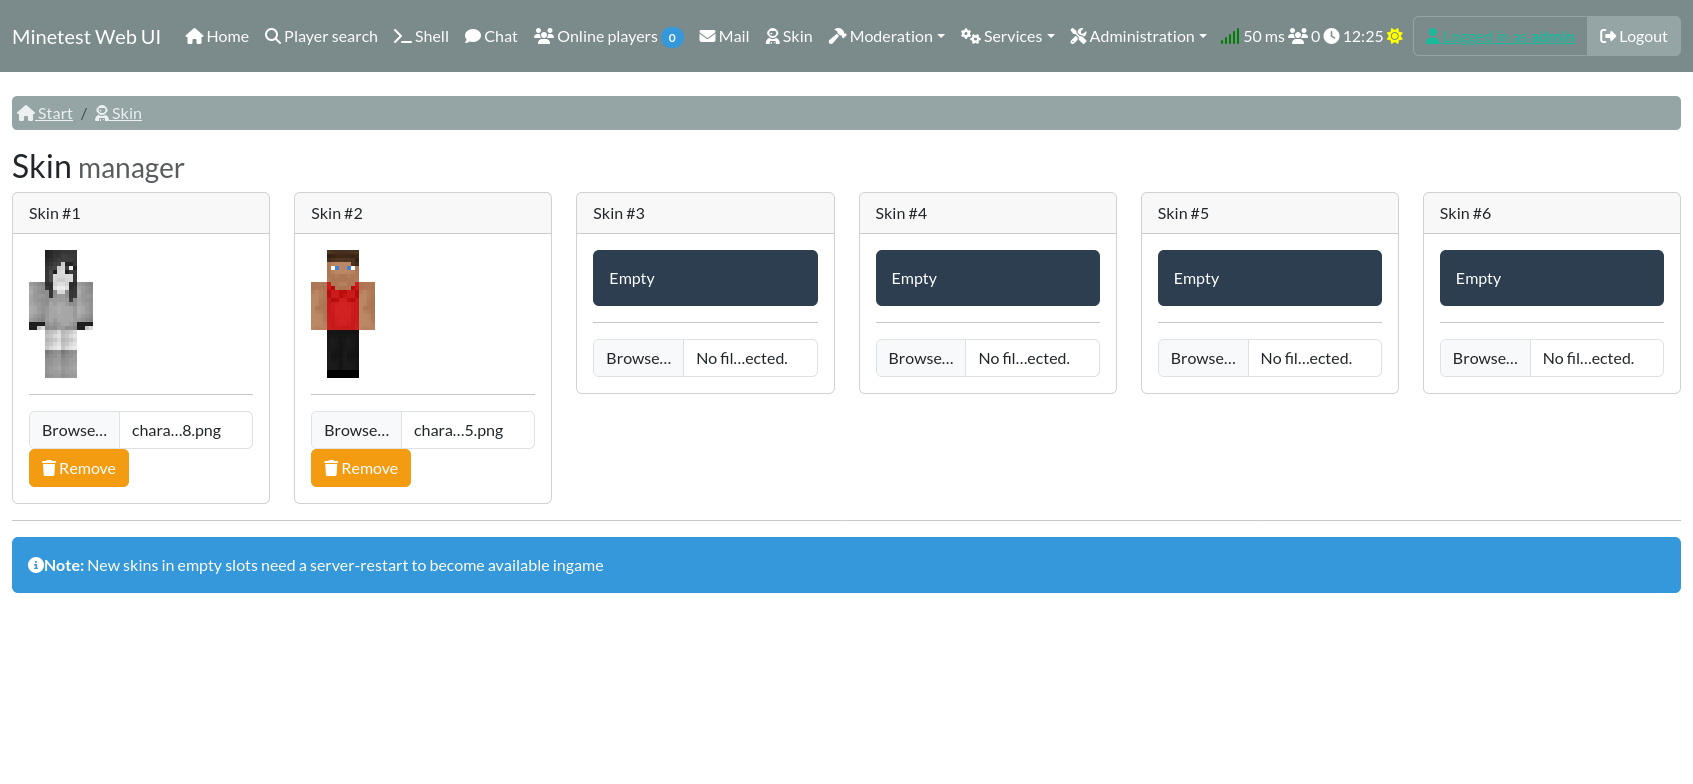 Minetest Web UI Home Player search Shell Chat Online players 0 Mail Skin Moderation Services Administration 50 ms 0 12:25 Logged in as admin Logout
Start / Skin
Skin manager
Skin #1 Skin #2 Skin #3 Skin #4 Skin #5 Skin #6
Empty Empty Empty Empty
Browse… No fil…ected. Browse… No fil…ected. Browse… No fil…ected. Browse… No fil…ected.
Browse… chara…8.png Browse… chara…5.png
Remove Remove
Note: New skins in empty slots need a server-restart to become available ingame